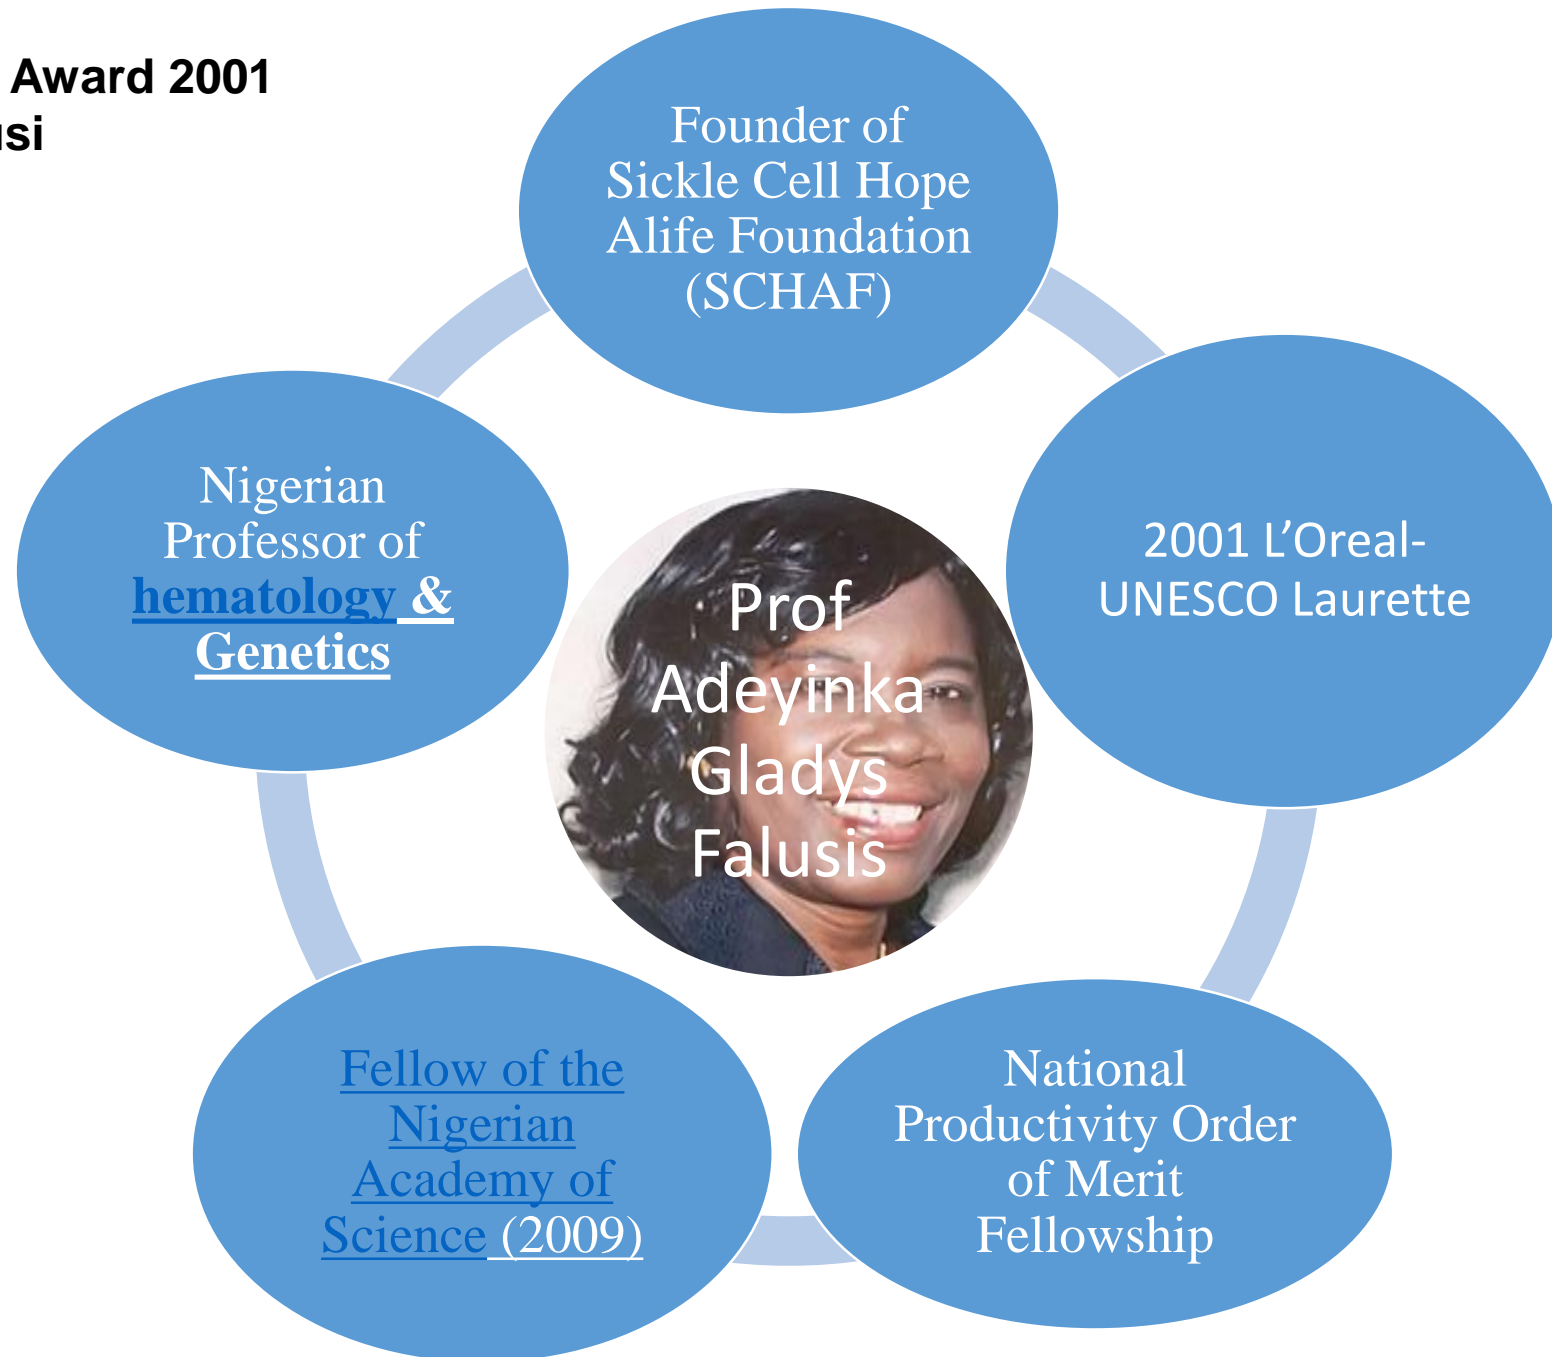 Award 2001
usi
Founder of
Sickle Cell Hope
Alife Foundation
(SCHAF)
2001 L’Oreal-
UNESCO Laurette
National
Productivity Order
of Merit
Fellowship
Fellow of the
Nigerian
Academy of
Science (2009)
Nigerian
Professor of
hematology &
Genetics
Prof
Adeyinka
Gladys
Falusis